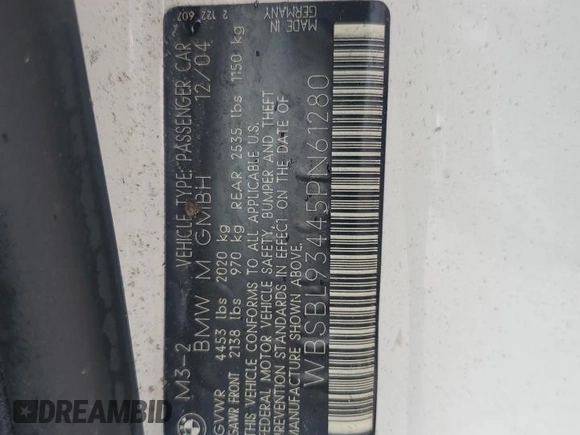 MADE IN
GERMANY
2 122 602
M3-2 VEHICLE TYPE: PASSENGER CAR
BMW M GMBH 12/04
GVWR 4453 lbs 2020 kg
GAWR FRONT 2138 lbs 970 kg REAR 2535 lbs 1150 kg
THIS VEHICLE CONFORMS TO ALL APPLICABLE U.S.
FEDERAL MOTOR VEHICLE SAFETY, BUMPER AND THEFT
PREVENTION STANDARDS IN EFFECT ON THE DATE OF
MANUFACTURE SHOWN ABOVE.
WBSBL93445PN61280
DREAMBID